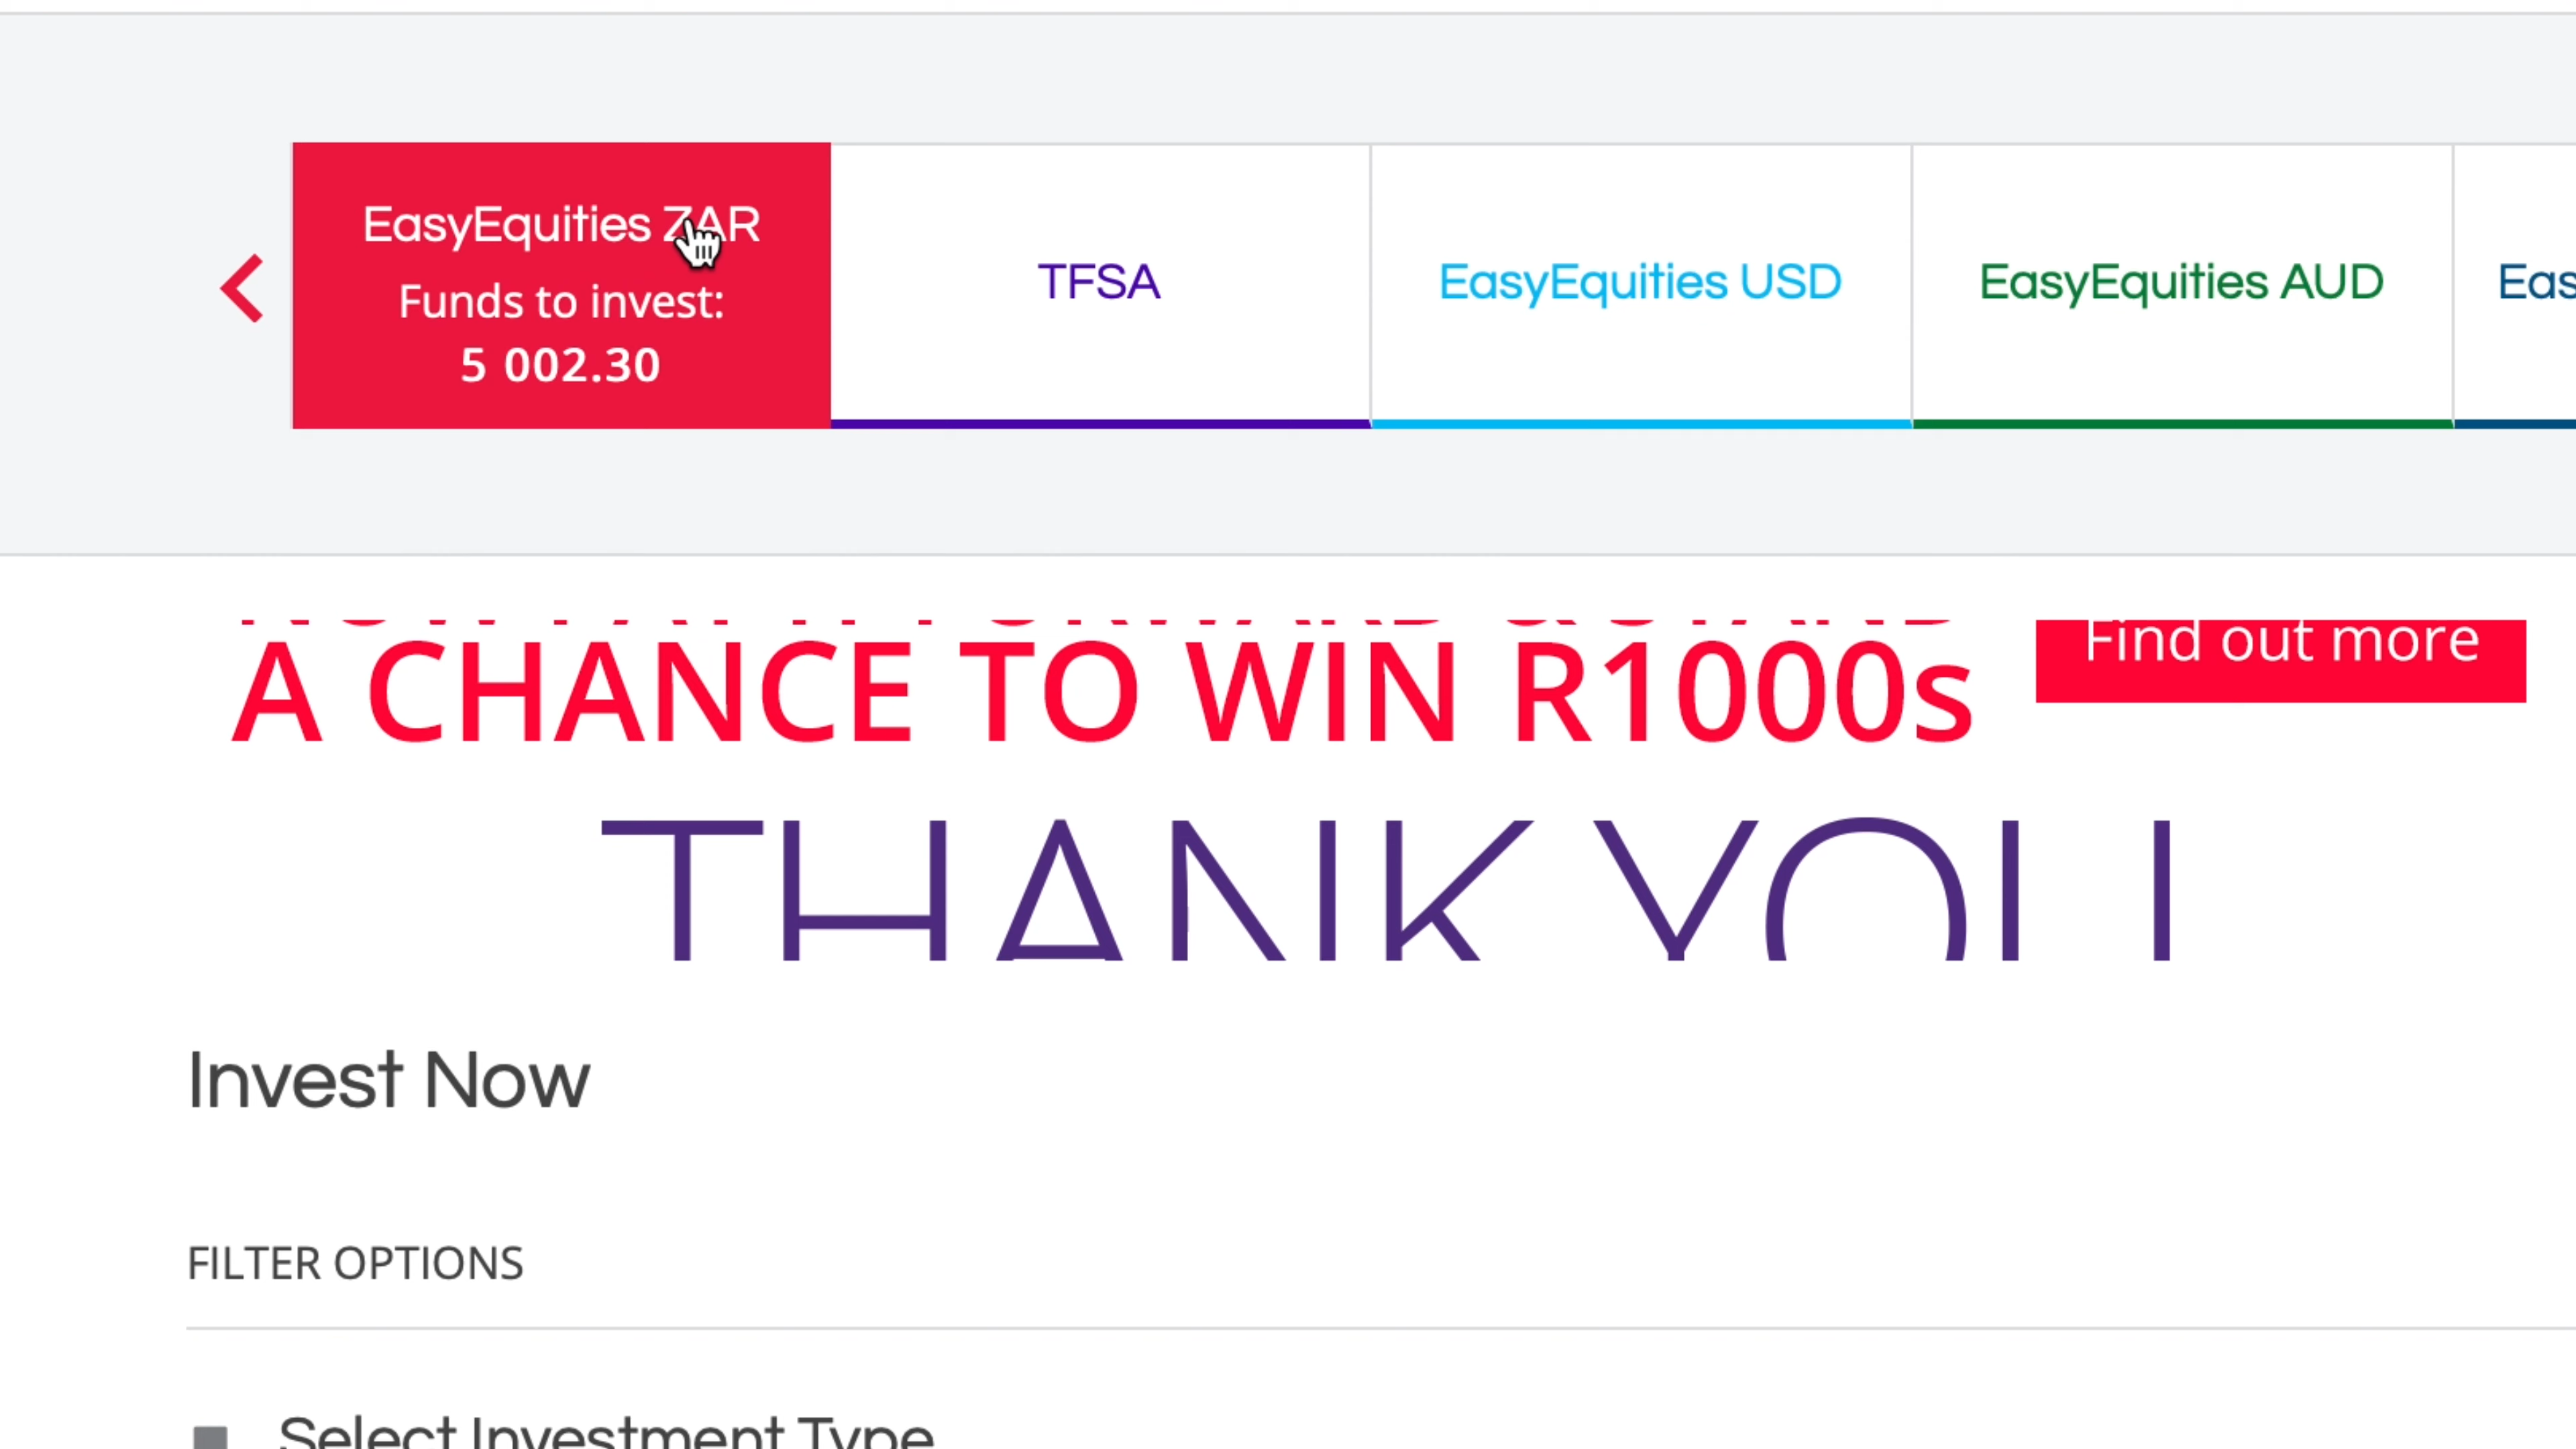 EasyEquities ZAR
Funds to invest:
5 002.30
TFSA
EasyEquities USD
EasyEquities AUD
Eas
A CHANCE TO WIN R1000s
Find out more
THANK YOU
Invest Now
FILTER OPTIONS
Select Investment Type